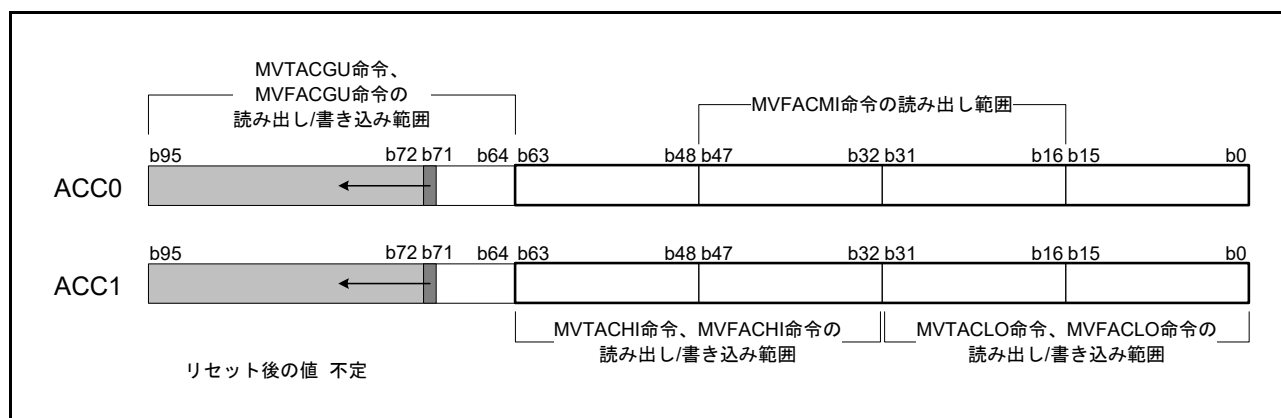 MVTACGU命令、
MVFACGU命令の
読み出し/書き込み範囲
MVFACMI命令の読み出し範囲
b95 b72 b71 b64 b63 b48 b47 b32 b31 b16 b15 b0
ACC0
b95 b72 b71 b64 b63 b48 b47 b32 b31 b16 b15 b0
ACC1
MVTACHI命令、MVFACHI命令の
読み出し/書き込み範囲
MVTACLO命令、MVFACLO命令の
読み出し/書き込み範囲
リセット後の値 不定